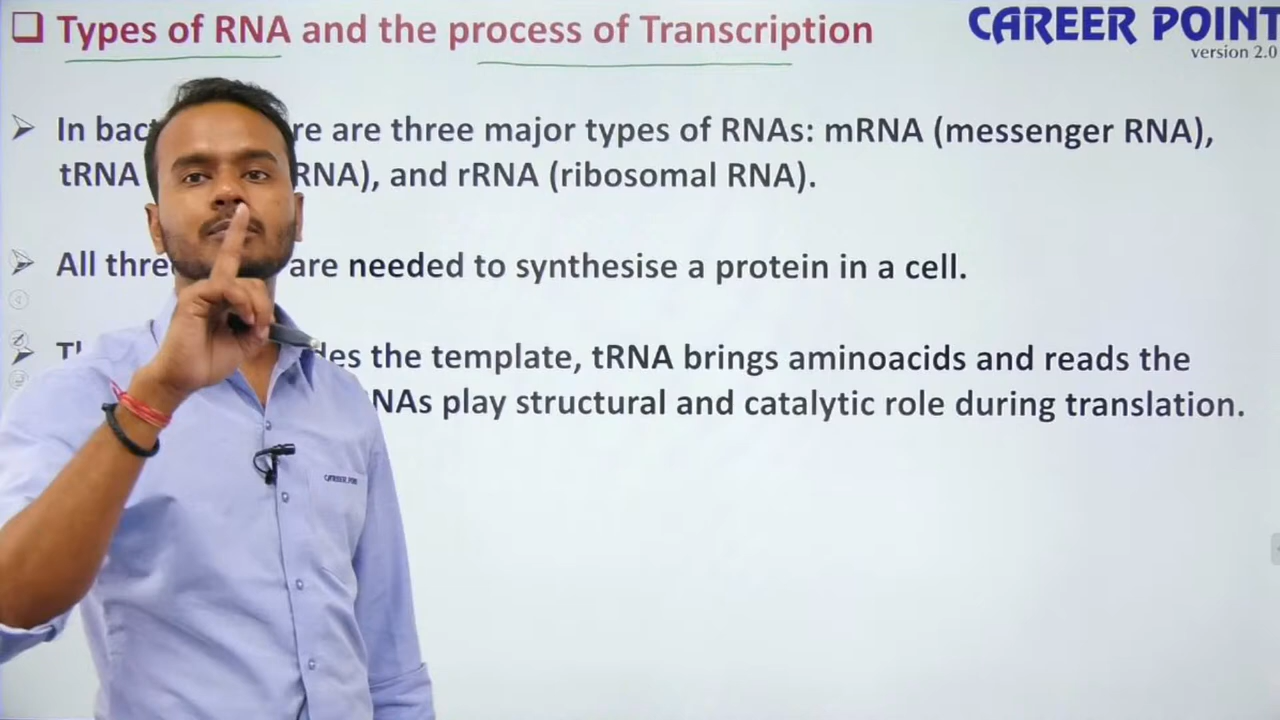 Types of RNA and the process of Transcription
CAREER POINT
version 2.0
In bac re are three major types of RNAs: mRNA (messenger RNA),
tRNA RNA), and rRNA (ribosomal RNA).
All thre are needed to synthesise a protein in a cell.
des the template, tRNA brings aminoacids and reads the
NAs play structural and catalytic role during translation.
CAREER POINT